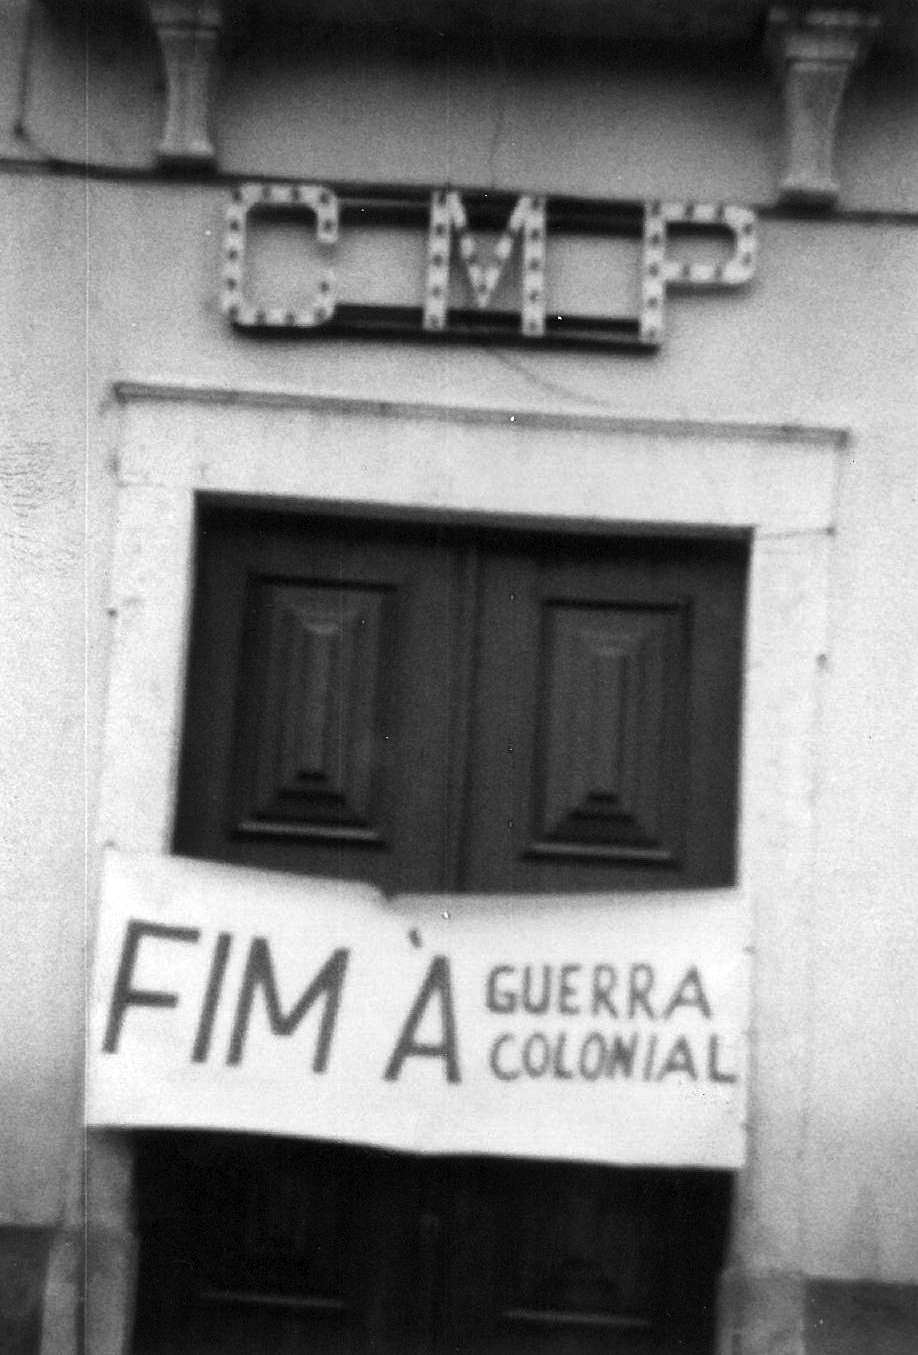 CMP
FIM À GUERRA
COLONIAL